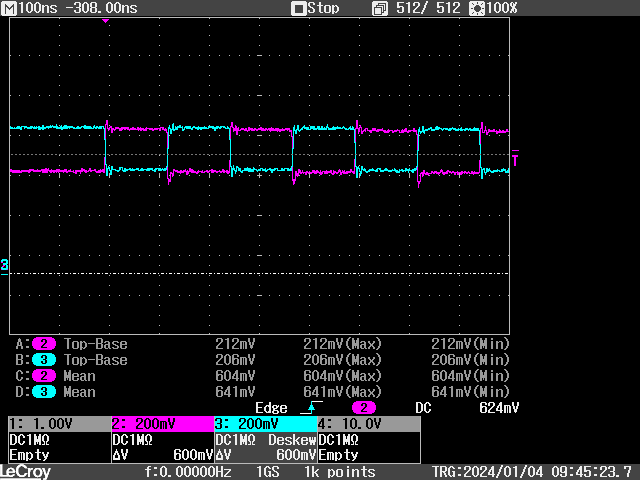 M 100ns -308.00ns Stop 512/ 512 100%
T
3
A: 2 Top-Base 212mV 212mV(Max) 212mV(Min)
B: 3 Top-Base 206mV 206mV(Max) 206mV(Min)
C: 2 Mean 604mV 604mV(Max) 604mV(Min)
D: 3 Mean 641mV 641mV(Max) 641mV(Min)
Edge 2 DC 624mV
1: 1.00V 2: 200mV 3: 200mV 4: 10.0V
DC1MΩ DC1MΩ DC1MΩ Deskew DC1MΩ
Empty ΔV 600mV ΔV 600mV Empty
LeCroy f:0.00000Hz 1GS 1k points TRG:2024/01/04 09:45:23.7